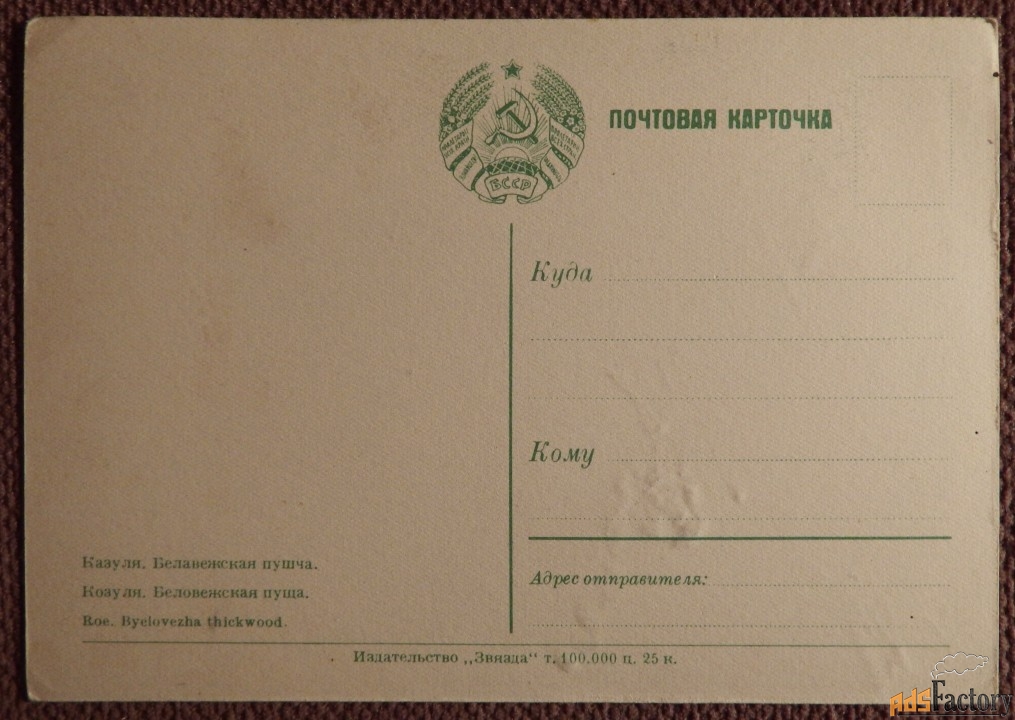 ПОЧТОВАЯ КАРТОЧКА
БССР
Куда
Кому
Адрес отправителя:
Казуля. Белавежская пушча.
Козуля. Беловежская пуща.
Roe. Byelovezha thickwood.
Издательство „Звязда“ т. 100.000 ц. 25 к.
AdsFactory